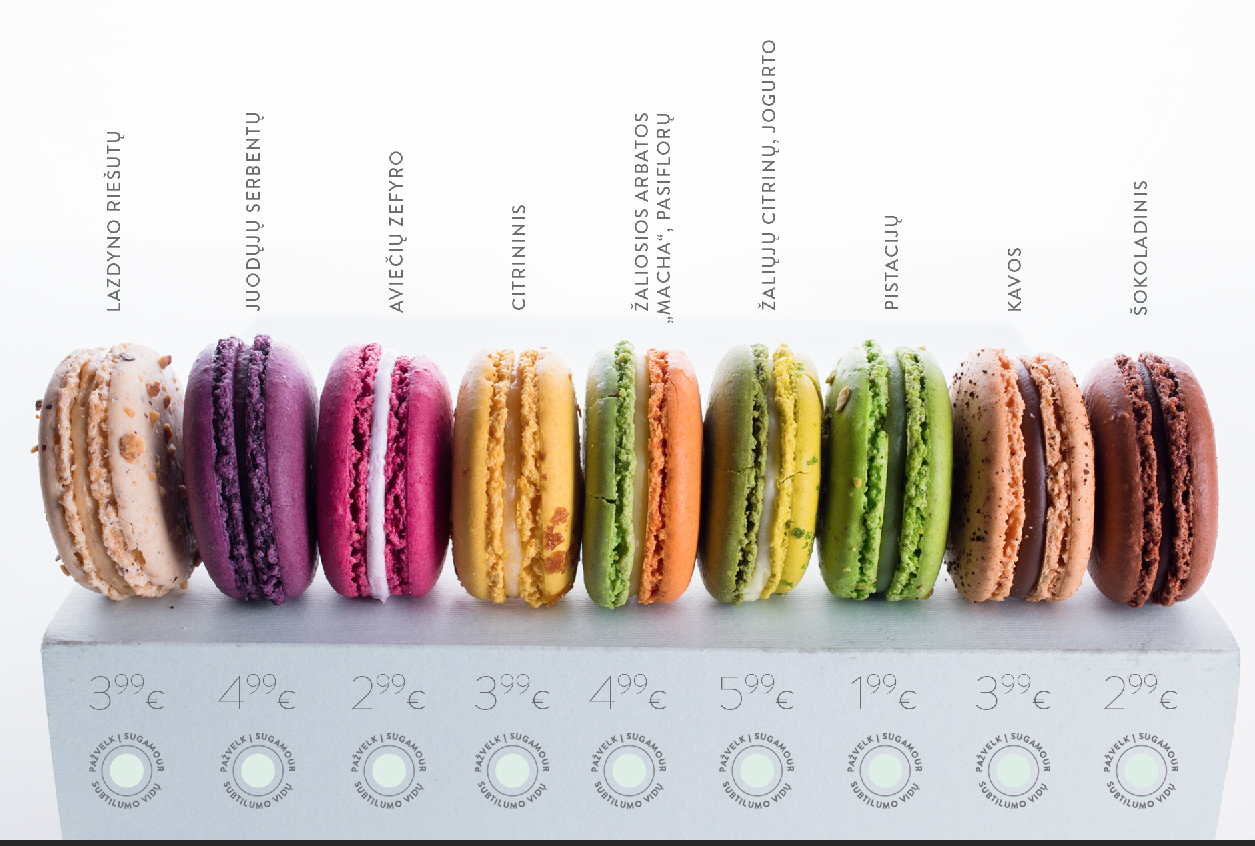 LAZDYNO RIEŠUTŲ
JUODŲJŲ SERBENTŲ
AVIEČIŲ ZEFYRO
CITRININIS
ŽALIOSIOS ARBATOS
„MACHA“, PASIFLORŲ
ŽALIŲJŲ CITRINŲ, JOGURTO
PISTACIJŲ
KAVOS
ŠOKOLADINIS
3⁹⁹€
4⁹⁹€
2⁹⁹€
3⁹⁹€
4⁹⁹€
5⁹⁹€
1⁹⁹€
3⁹⁹€
2⁹⁹€
PAŽVELK Į SUGAMOUR
SUBTILUMO VIDŲ
PAŽVELK Į SUGAMOUR
SUBTILUMO VIDŲ
PAŽVELK Į SUGAMOUR
SUBTILUMO VIDŲ
PAŽVELK Į SUGAMOUR
SUBTILUMO VIDŲ
PAŽVELK Į SUGAMOUR
SUBTILUMO VIDŲ
PAŽVELK Į SUGAMOUR
SUBTILUMO VIDŲ
PAŽVELK Į SUGAMOUR
SUBTILUMO VIDŲ
PAŽVELK Į SUGAMOUR
SUBTILUMO VIDŲ
PAŽVELK Į SUGAMOUR
SUBTILUMO VIDŲ